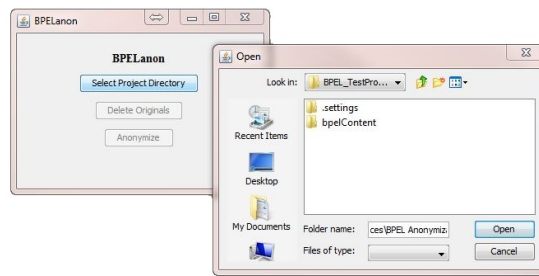 BPELanon
BPELanon
Select Project Directory
Delete Originals
Anonymize
Open
Look in:
BPEL_TestPro...
.settings
bpelContent
Recent Items
Desktop
My Documents
Folder name:
ces\BPEL Anonymiz
Open
Files of type:
Cancel